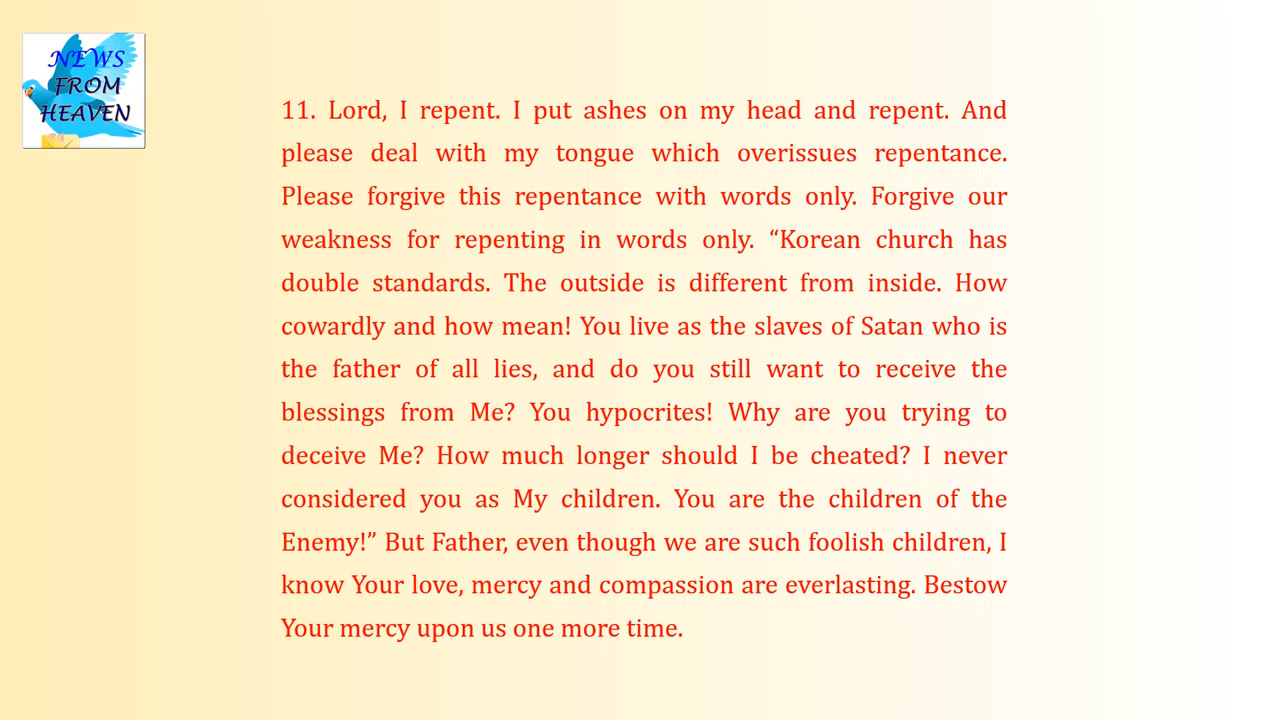 NEWS
FROM
HEAVEN
11. Lord, I repent. I put ashes on my head and repent. And
please deal with my tongue which overissues repentance.
Please forgive this repentance with words only. Forgive our
weakness for repenting in words only. “Korean church has
double standards. The outside is different from inside. How
cowardly and how mean! You live as the slaves of Satan who is
the father of all lies, and do you still want to receive the
blessings from Me? You hypocrites! Why are you trying to
deceive Me? How much longer should I be cheated? I never
considered you as My children. You are the children of the
Enemy!” But Father, even though we are such foolish children, I
know Your love, mercy and compassion are everlasting. Bestow
Your mercy upon us one more time.